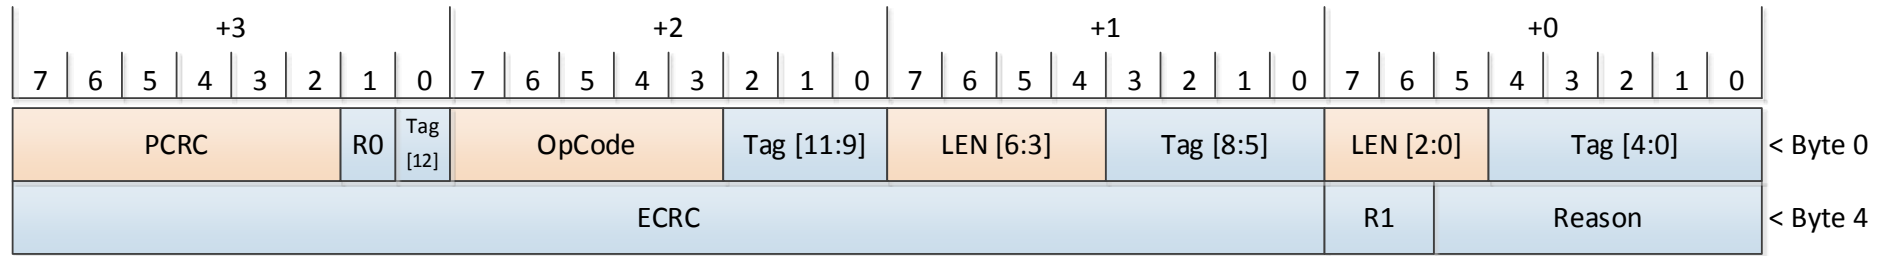 +3 +2 +1 +0
7 6 5 4 3 2 1 0 7 6 5 4 3 2 1 0 7 6 5 4 3 2 1 0 7 6 5 4 3 2 1 0
PCRC R0 Tag [12] OpCode Tag [11:9] LEN [6:3] Tag [8:5] LEN [2:0] Tag [4:0] < Byte 0
ECRC R1 Reason < Byte 4